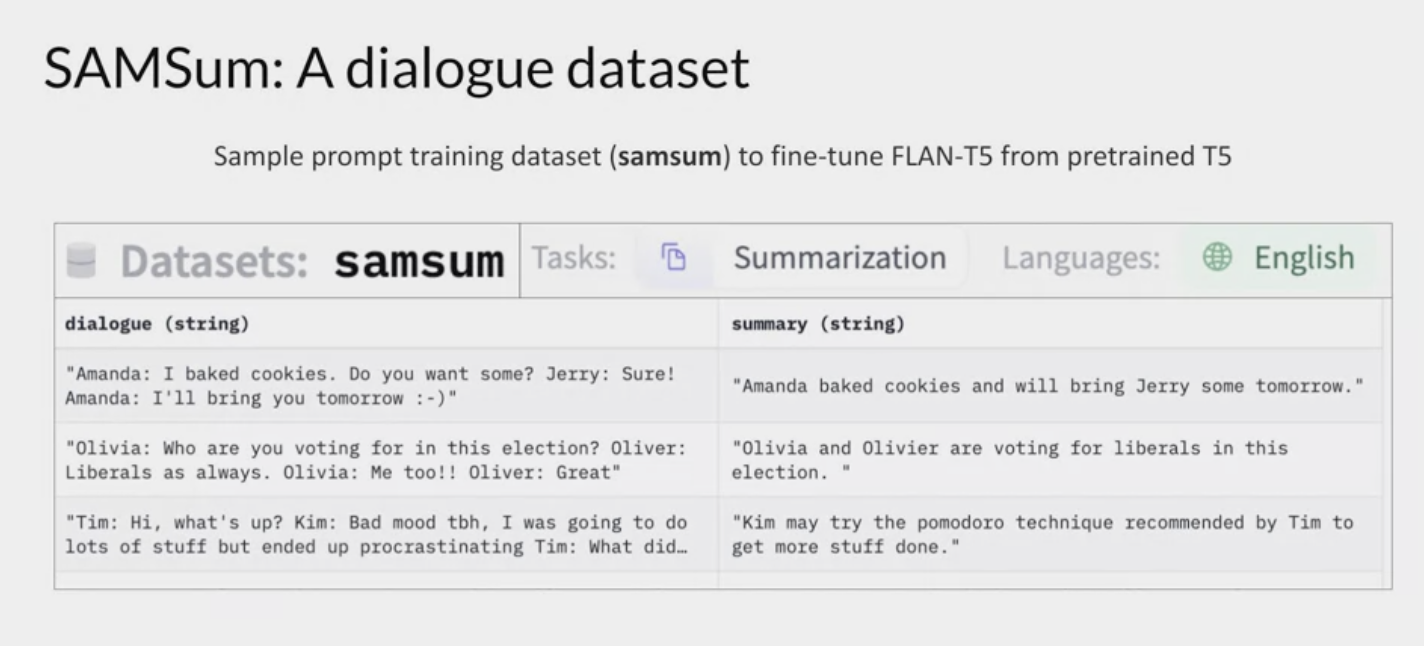 SAMSum: A dialogue dataset
Sample prompt training dataset (samsum) to fine-tune FLAN-T5 from pretrained T5
Datasets: samsum Tasks: Summarization Languages: English
dialogue (string)
summary (string)
"Amanda: I baked cookies. Do you want some? Jerry: Sure!
Amanda: I'll bring you tomorrow :-)"
"Amanda baked cookies and will bring Jerry some tomorrow."
"Olivia: Who are you voting for in this election? Oliver:
Liberals as always. Olivia: Me too!! Oliver: Great"
"Olivia and Olivier are voting for liberals in this
election. "
"Tim: Hi, what's up? Kim: Bad mood tbh, I was going to do
lots of stuff but ended up procrastinating Tim: What did…
"Kim may try the pomodoro technique recommended by Tim to
get more stuff done."